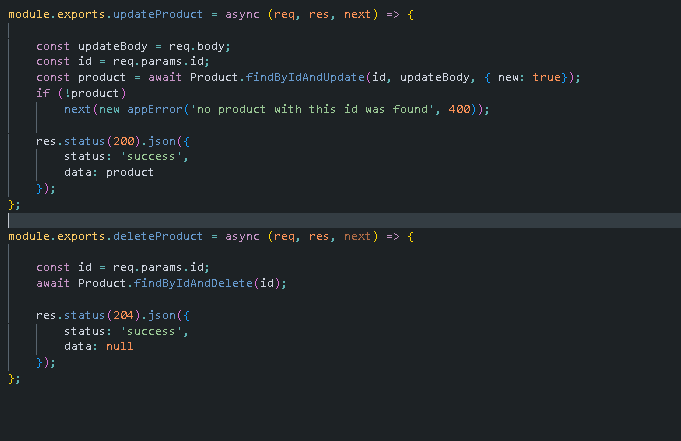 module.exports.updateProduct = async (req, res, next) => {
const updateBody = req.body;
const id = req.params.id;
const product = await Product.findByIdAndUpdate(id, updateBody, { new: true});
if (!product)
next(new appError('no product with this id was found', 400));
res.status(200).json({
status: 'success',
data: product
});
};
module.exports.deleteProduct = async (req, res, next) => {
const id = req.params.id;
await Product.findByIdAndDelete(id);
res.status(204).json({
status: 'success',
data: null
});
};